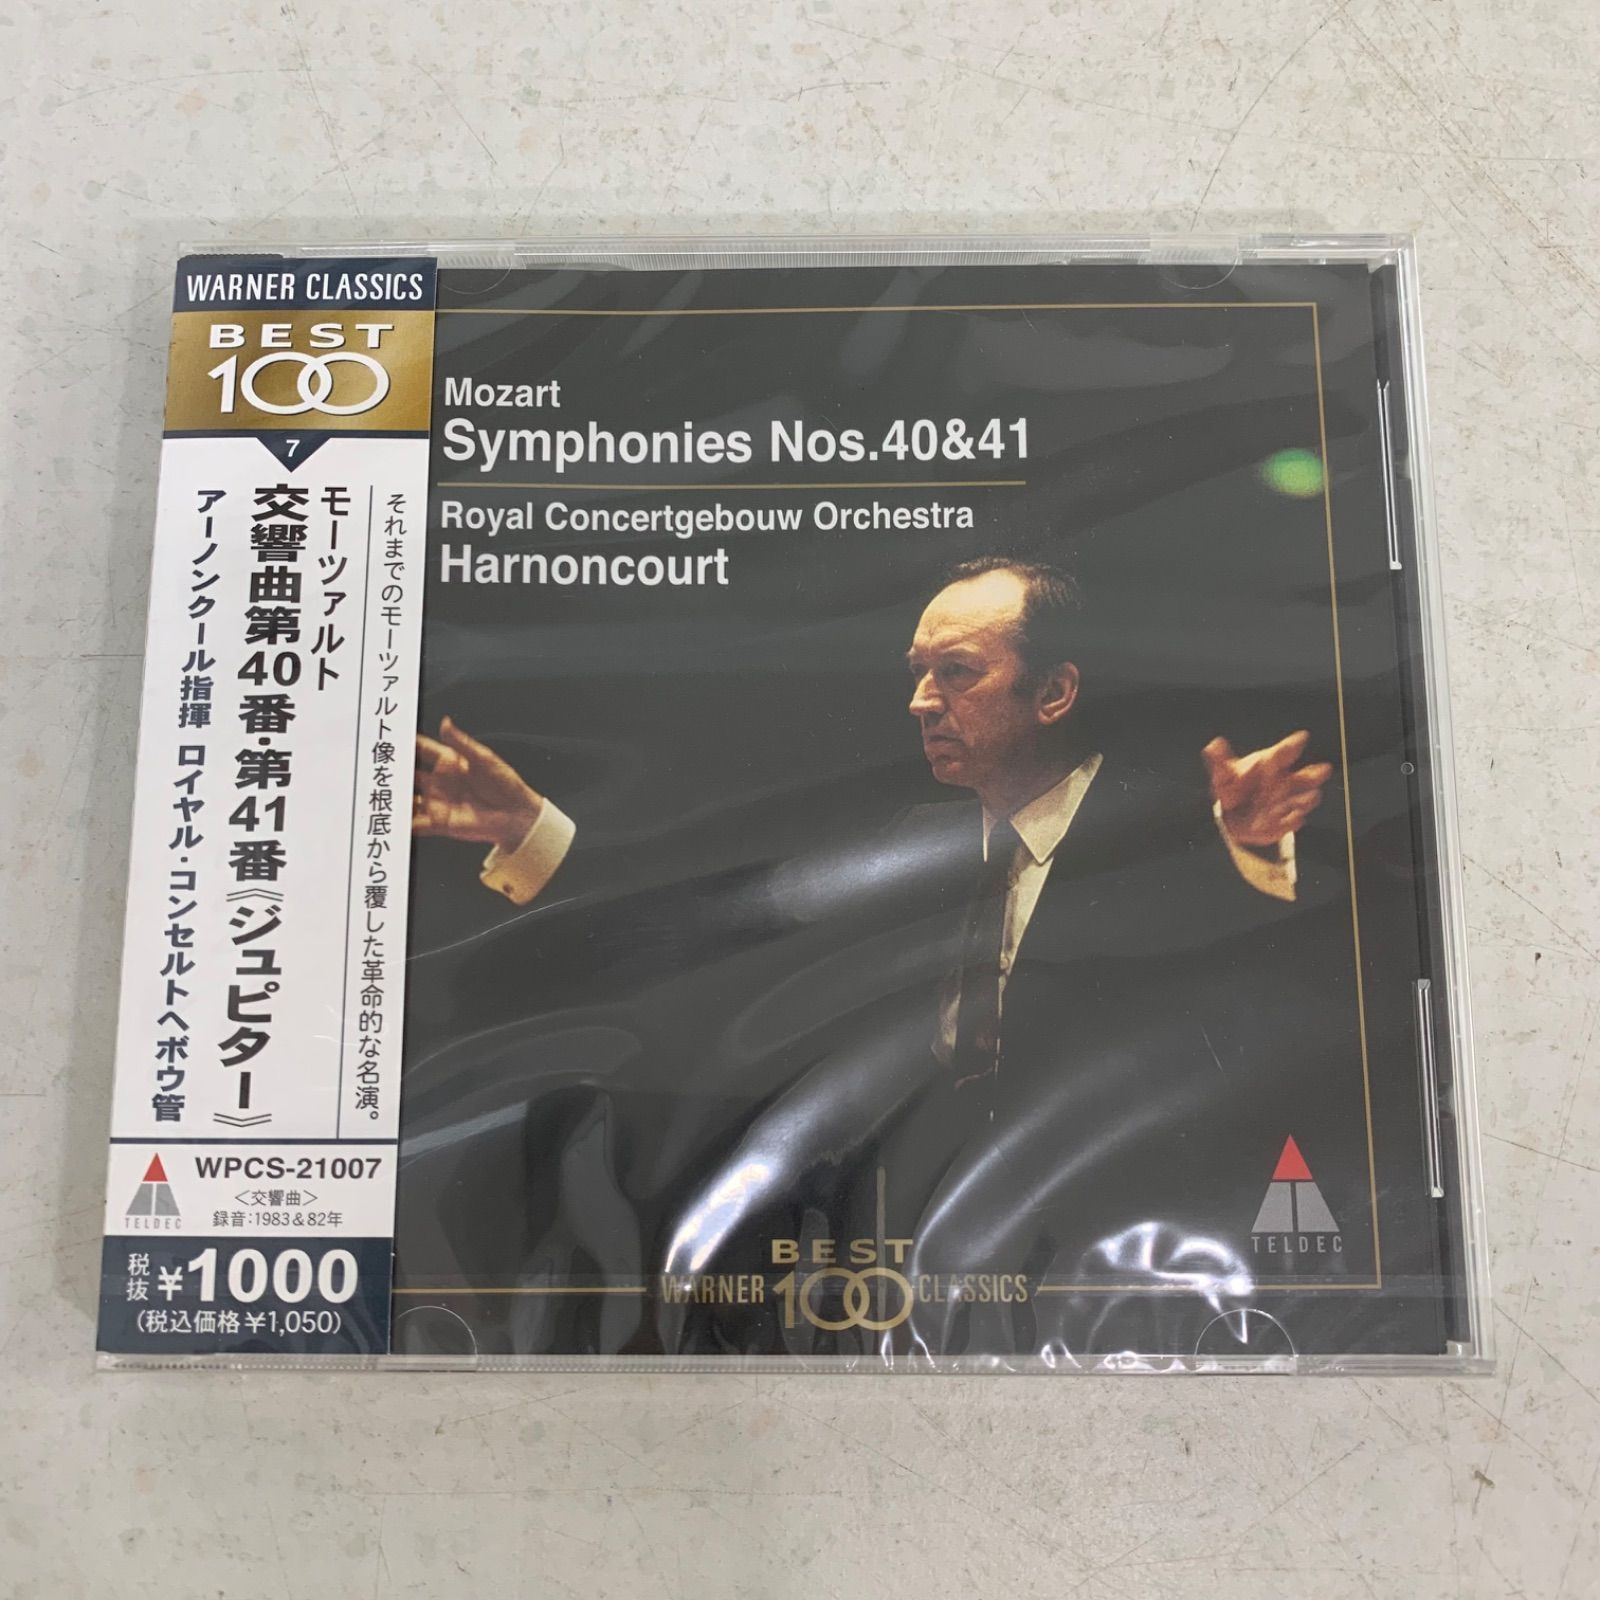 WARNER CLASSICS
BEST
100
7
それまでのモーツァルト像を根底から覆した革命的な名演。
モーツァルト
交響曲第40番・第41番《ジュピター》
アーノンクール指揮 ロイヤル・コンセルトヘボウ管
TELDEC
WPCS-21007
<交響曲>
録音:1983&82年
税抜¥1000
(税込価格¥1,050)
Mozart
Symphonies Nos.40&41
Royal Concertgebouw Orchestra
Harnoncourt
TELDEC
BEST
WARNER 100 CLASSICS